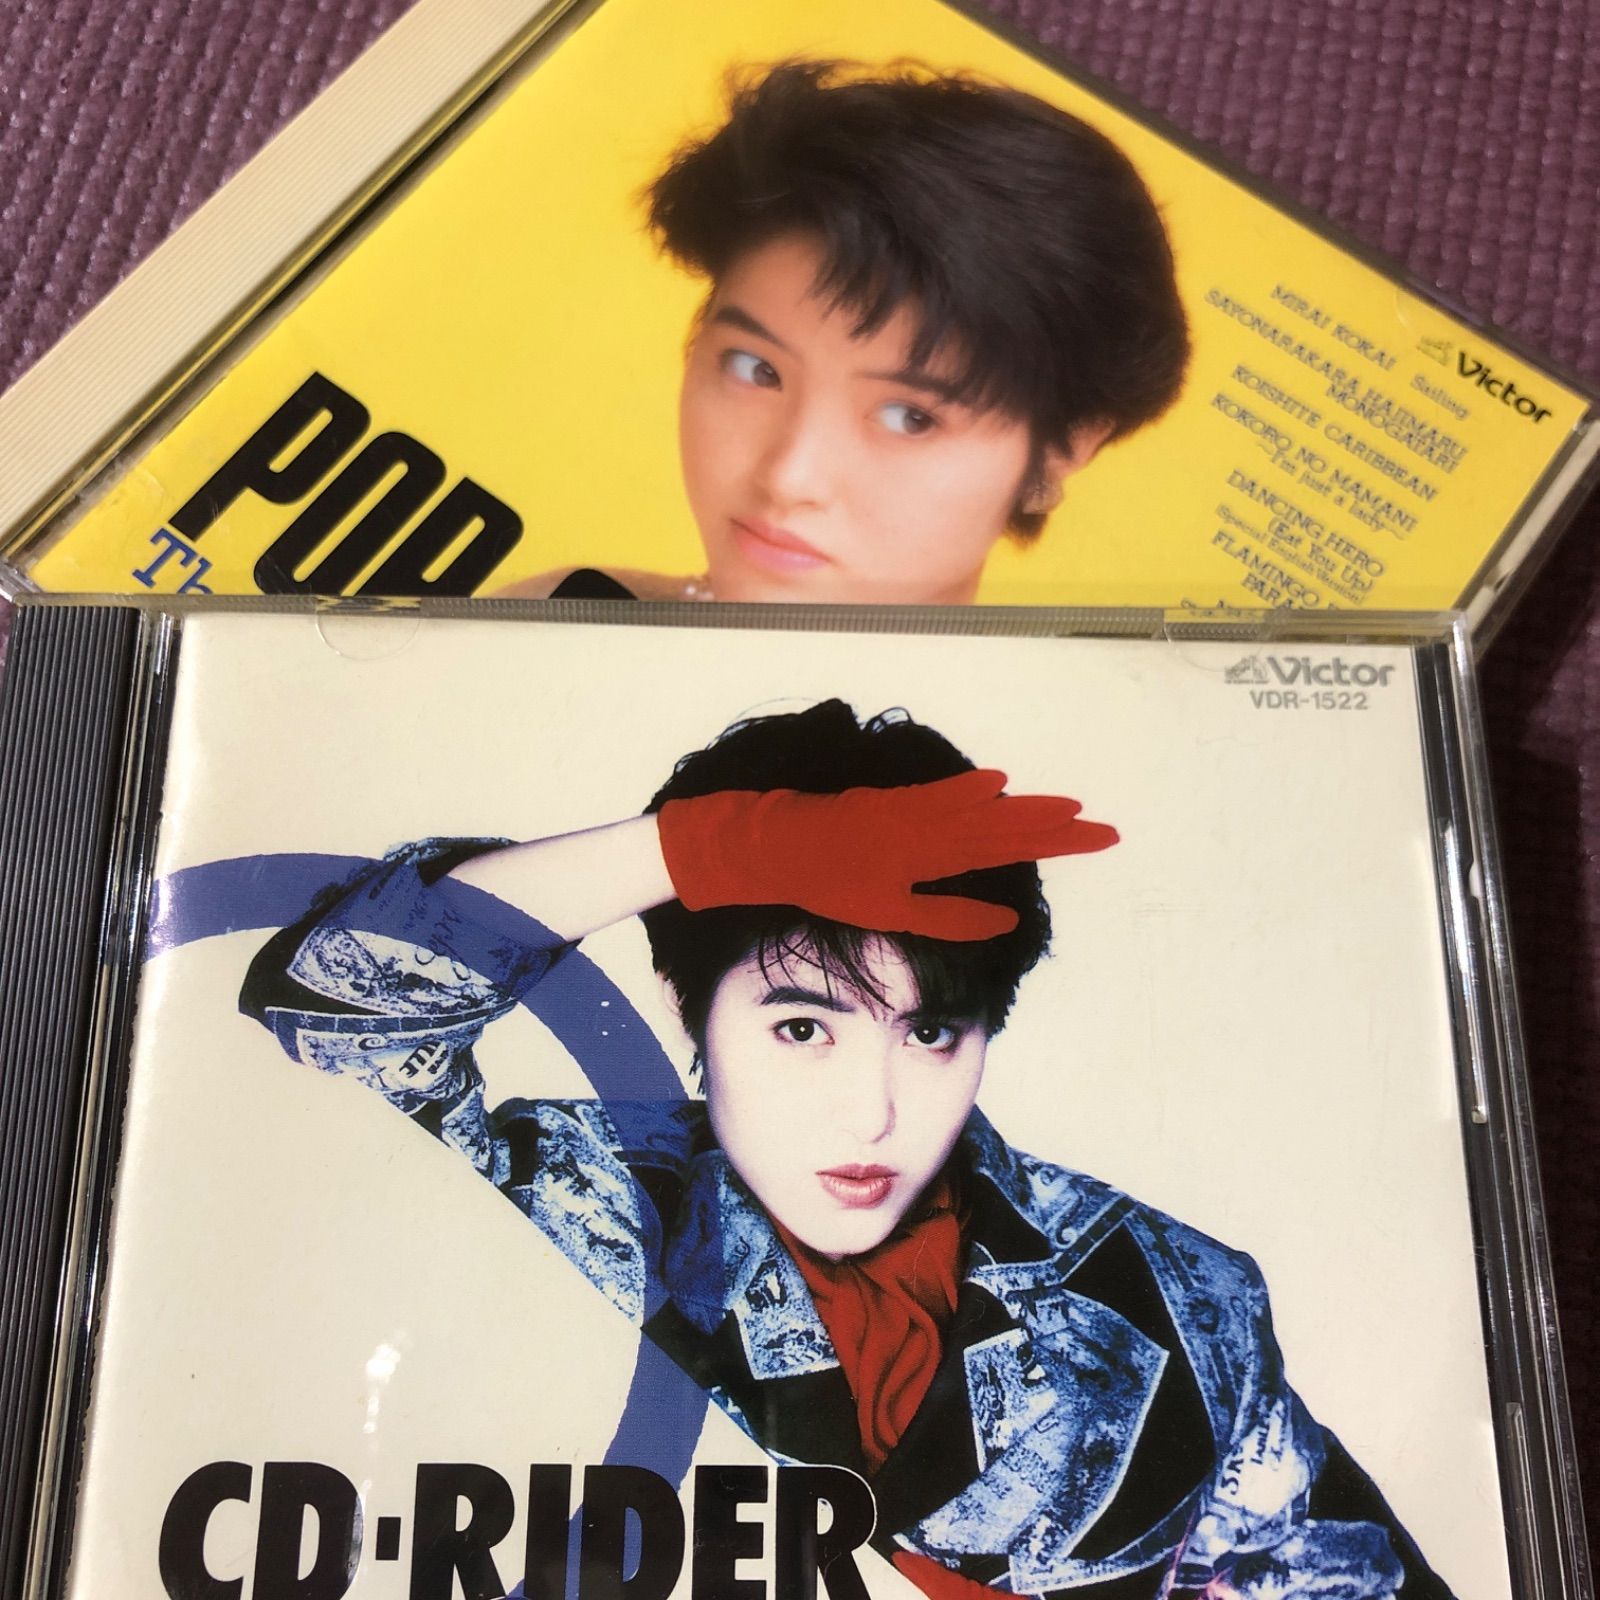 Victor
MIRAI KOKAI Sailing
SAYONARAKARA HAJIMARU
MONOGATARI
KOISHITE CARIBBEAN
KOKORO NO MAMANI
~I'm just a lady~
DANCING HERO
(Eat You Up)
Special English Version!
FLAMINGO
PARA
POP
Th
Victor
VDR-1522
CD·RIDER